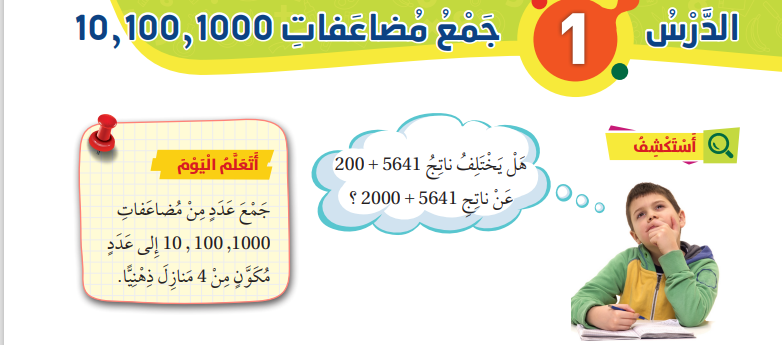 الدَّرْسُ 1 جَمْعُ مُضاعَفاتِ 10,100,1000
أَسْتَكْشِفُ
هَلْ يَخْتَلِفُ ناتِجُ 5641 + 200
عَنْ ناتِجِ 5641 + 2000 ؟
أَتَعَلَّمُ الْيَوْمَ
جَمْعَ عَدَدٍ مِنْ مُضاعَفاتِ
10 , 100 ,1000 إِلى عَدَدٍ
مُكَوَّنٍ مِنْ 4 مَنازِلَ ذِهْنِيًّا.